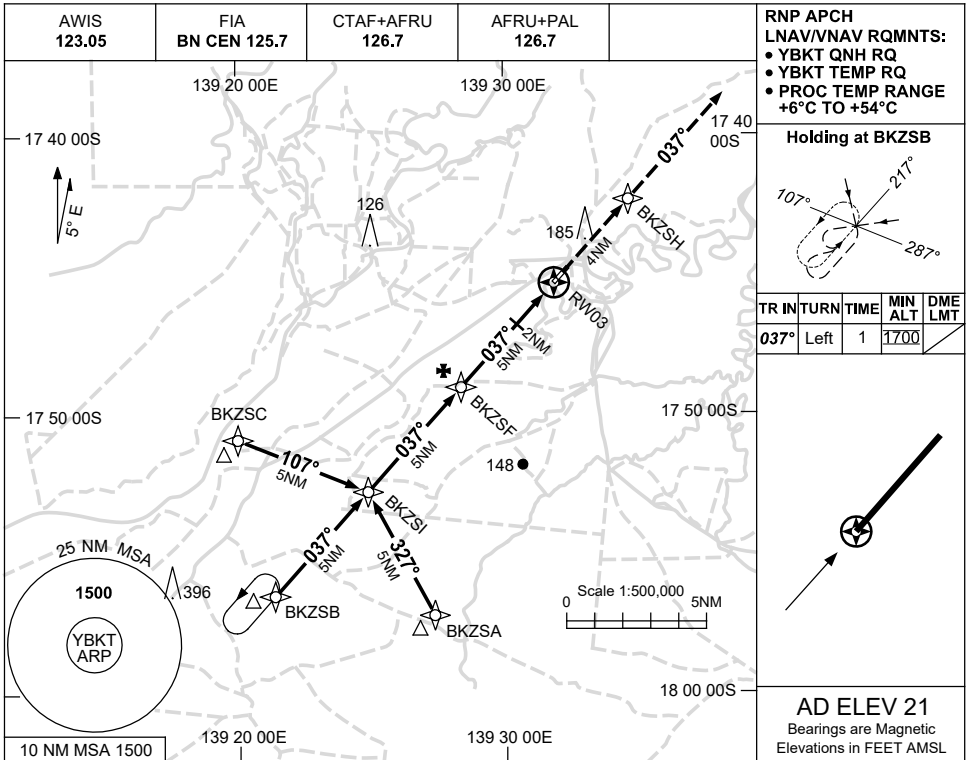 AWIS
123.05
FIA
BN CEN 125.7
CTAF+AFRU
126.7
AFRU+PAL
126.7
RNP APCH
LNAV/VNAV RQMNTS:
• YBKT QNH RQ
• YBKT TEMP RQ
• PROC TEMP RANGE
+6°C TO +54°C
139 20 00E
139 30 00E
17 40 00S
17 40
00S
5° E
126
185
037°
BKZSH
4NM
RW03
2NM
037°
5NM
BKZSF
17 50 00S
17 50 00S
BKZSC
107°
5NM
037°
5NM
148
BKZSI
037°
5NM
327°
5NM
BKZSB
BKZSA
396
25 NM MSA
1500
YBKT
ARP
10 NM MSA 1500
Scale 1:500,000
0
5NM
18 00 00S
139 20 00E
139 30 00E
Holding at BKZSB
107°
217°
287°
TR IN
TURN
TIME
MIN
ALT
DME
LMT
037°
Left
1
1700
AD ELEV 21
Bearings are Magnetic
Elevations in FEET AMSL